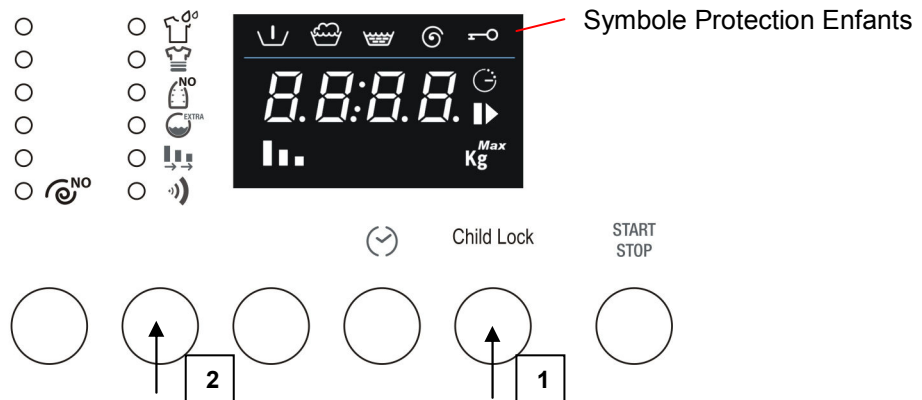 Symbole Protection Enfants
NO
EXTRA
NO
8.8:8.8.
Kg Max
Child Lock
START
STOP
2
1